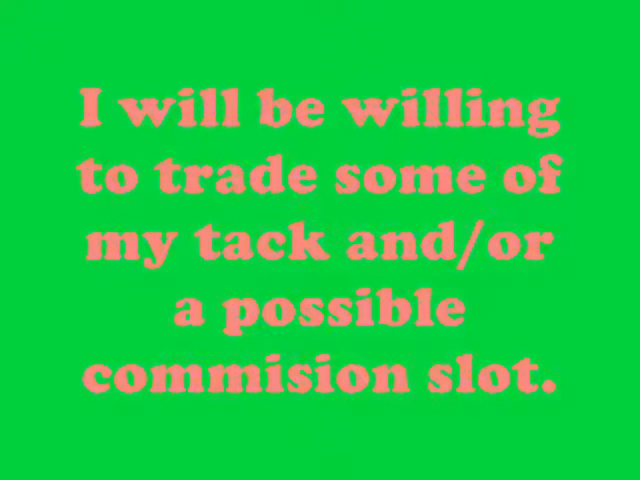 I will be willing
to trade some of
my tack and/or
a possible
commision slot.